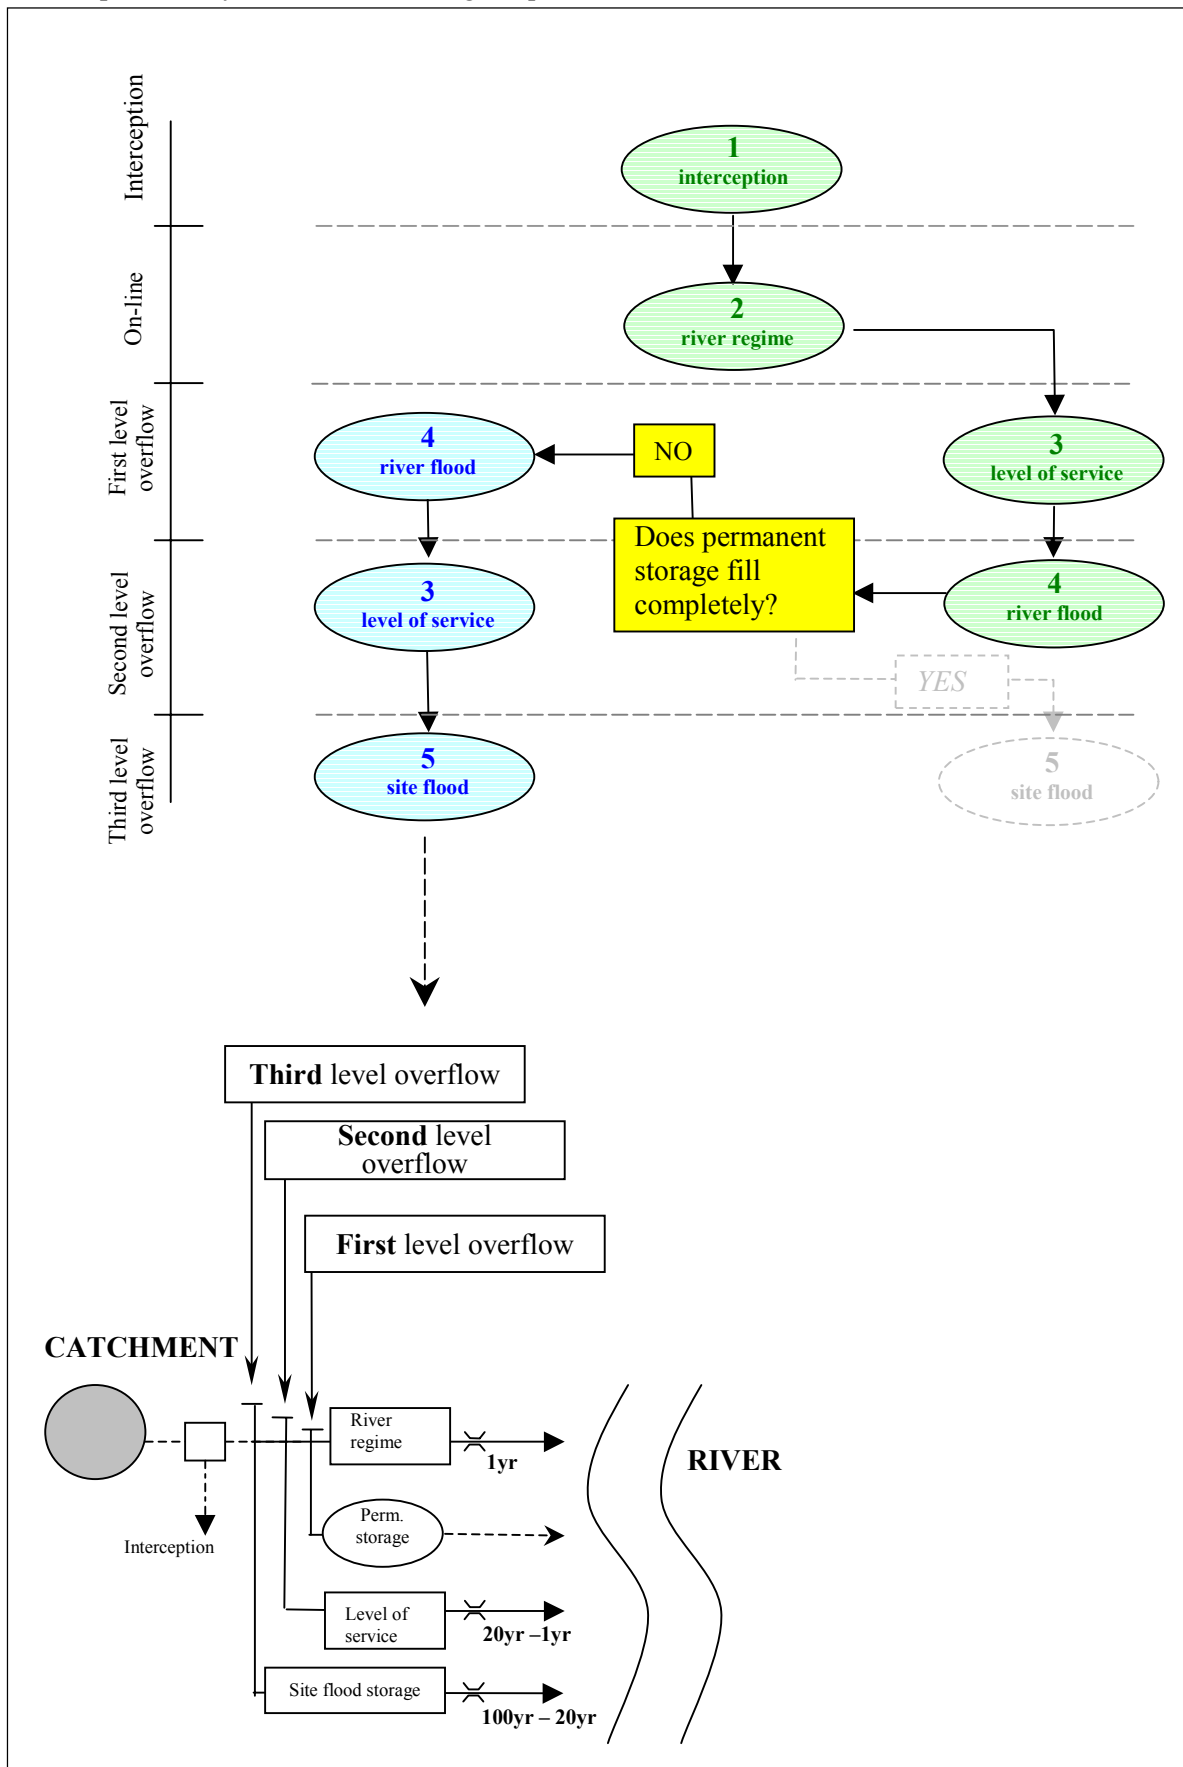 Interception
1
interception
On-line
2
river regime
First level
overflow
4
river flood
NO
3
level of service
Second level
overflow
3
level of service
Does permanent
storage fill
completely?
4
river flood
YES
Third level
overflow
5
site flood
5
site flood
Third level overflow
Second level
overflow
First level overflow
CATCHMENT
River
regime
1yr
RIVER
Perm.
storage
Interception
Level of
service
20yr –1yr
Site flood storage
100yr – 20yr